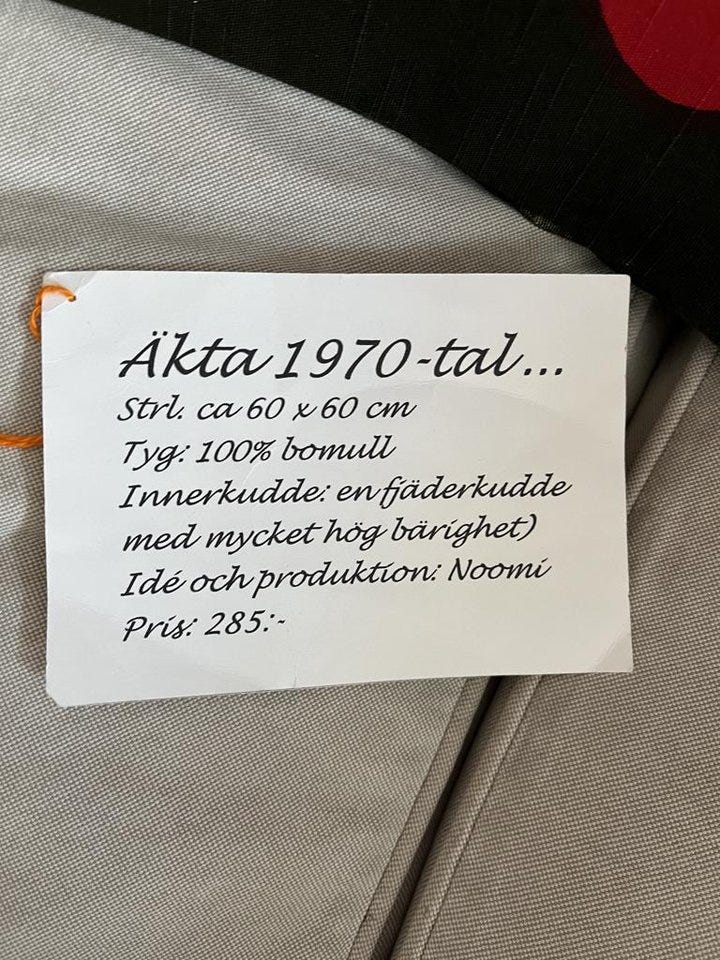 Äkta 1970-tal...
Strl. ca 60 x 60 cm
Tyg: 100% bomull
Innerkudde: en fjäderkudde
med mycket hög bärighet)
Idé och produktion: Noomi
Pris: 285:-